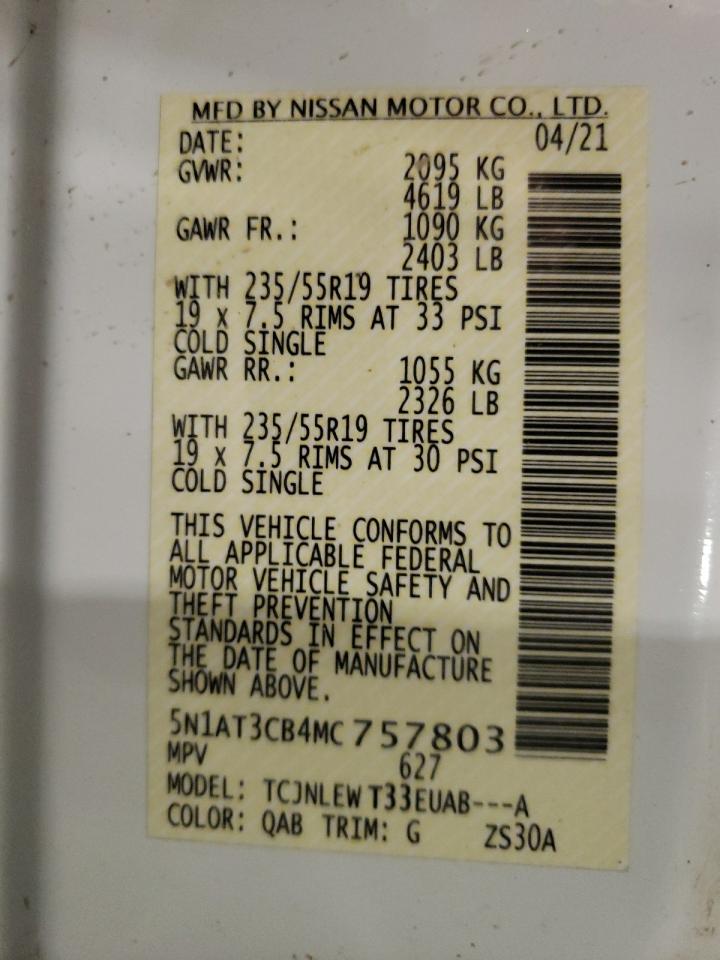 MFD BY NISSAN MOTOR CO., LTD.
DATE: 04/21
GVWR: 2095 KG
4619 LB
GAWR FR.: 1090 KG
2403 LB
WITH 235/55R19 TIRES
19 x 7.5 RIMS AT 33 PSI
COLD SINGLE
GAWR RR.: 1055 KG
2326 LB
WITH 235/55R19 TIRES
19 x 7.5 RIMS AT 30 PSI
COLD SINGLE
THIS VEHICLE CONFORMS TO
ALL APPLICABLE FEDERAL
MOTOR VEHICLE SAFETY AND
THEFT PREVENTION
STANDARDS IN EFFECT ON
THE DATE OF MANUFACTURE
SHOWN ABOVE.
5N1AT3CB4MC757803
MPV 627
MODEL: TCJNLEW T33EUAB---A
COLOR: QAB TRIM: G ZS30A